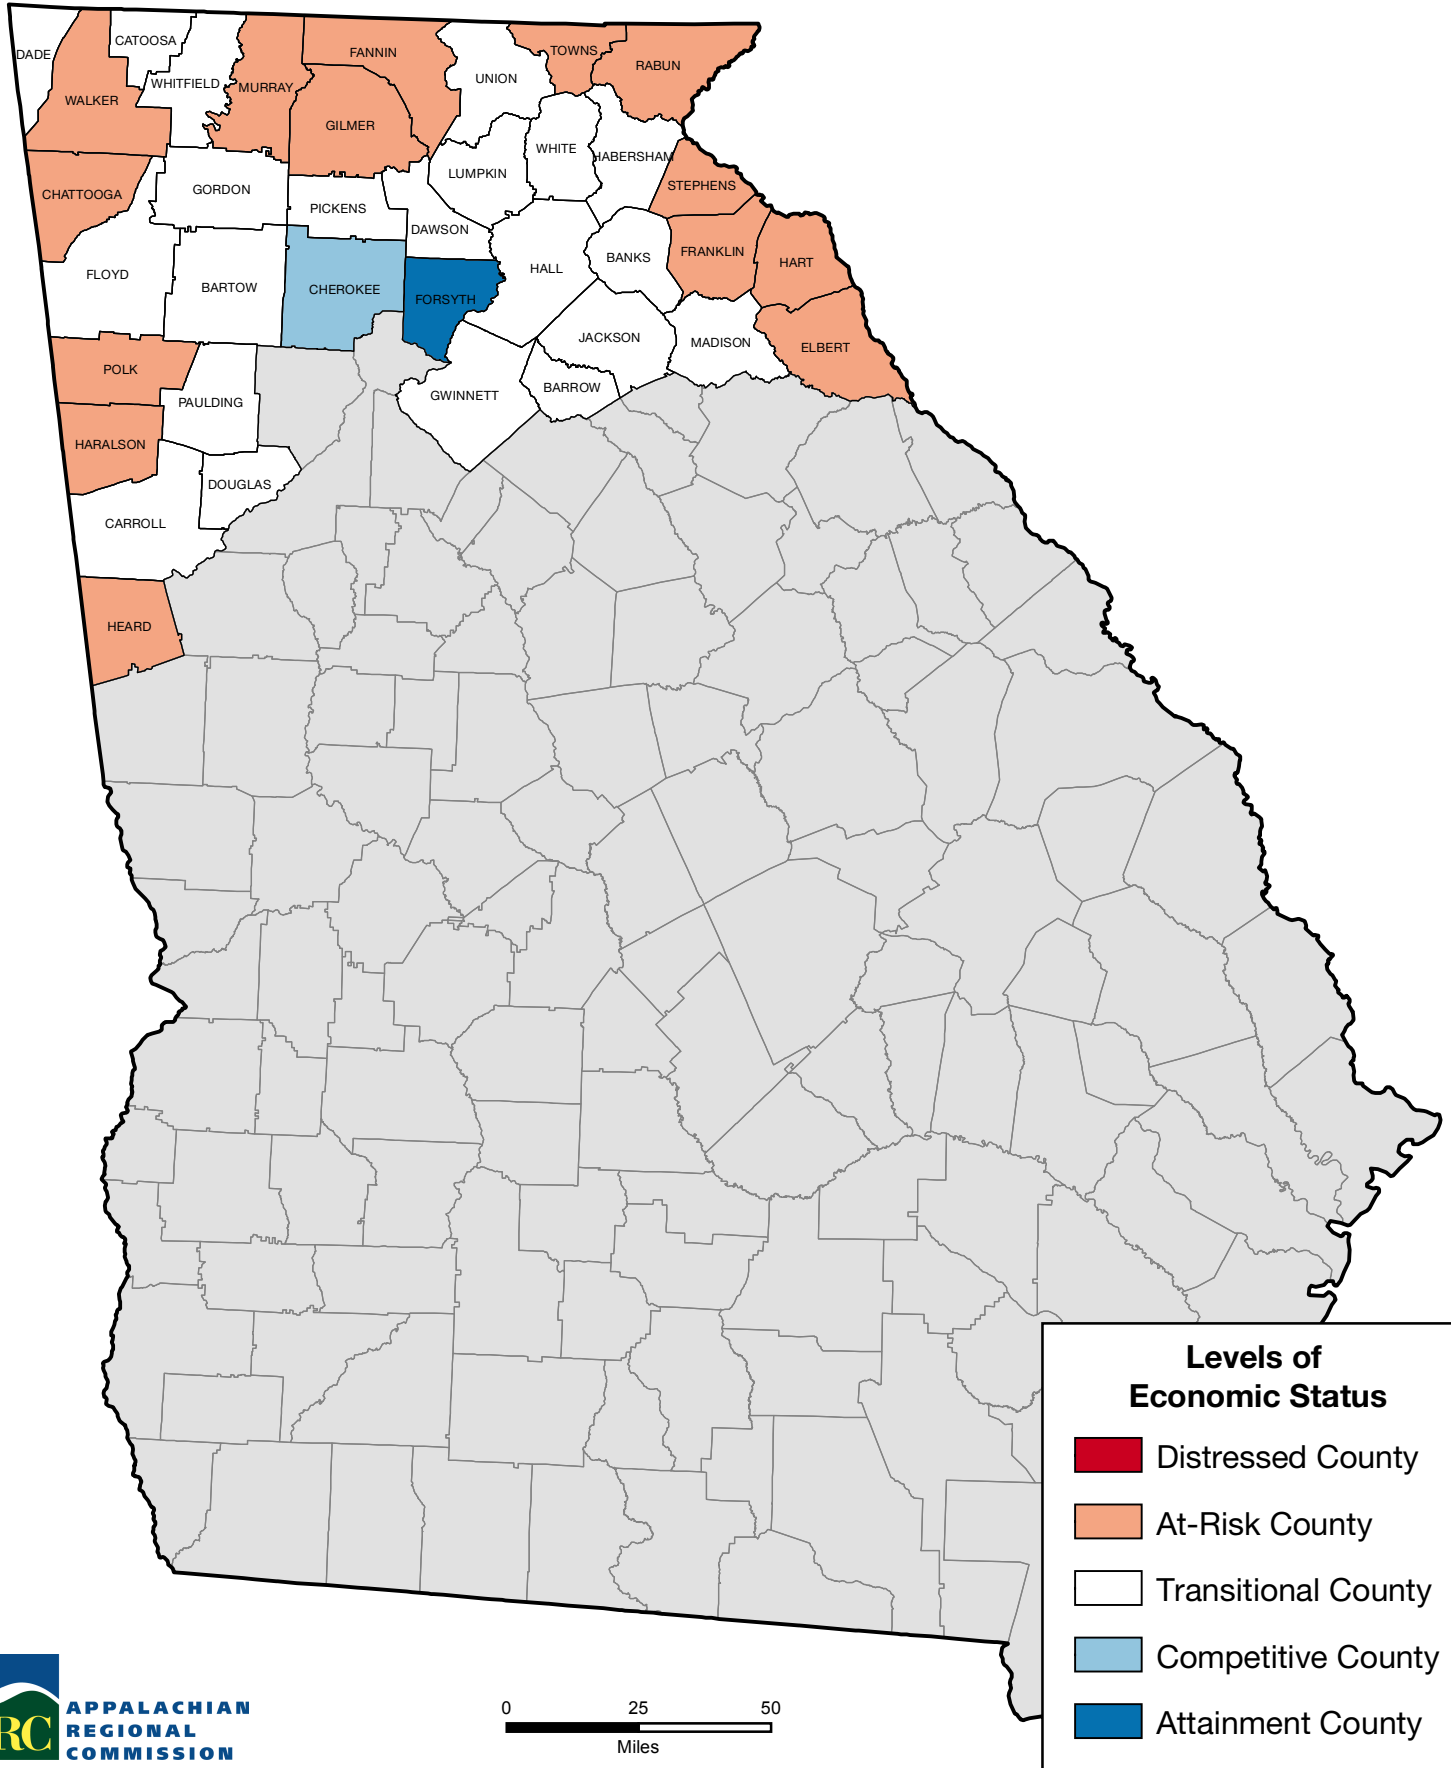 DADE
CATOOSA
WHITFIELD
WALKER
MURRAY
FANNIN
GILMER
UNION
TOWNS
RABUN
WHITE
HABERSHAM
LUMPKIN
STEPHENS
CHATTOOGA
GORDON
PICKENS
DAWSON
FLOYD
BARTOW
CHEROKEE
FORSYTH
HALL
BANKS
FRANKLIN
HART
JACKSON
MADISON
ELBERT
POLK
PAULDING
GWINNETT
BARROW
HARALSON
DOUGLAS
CARROLL
HEARD
Levels of
Economic Status
Distressed County
At-Risk County
Transitional County
Competitive County
Attainment County
RC
APPALACHIAN
REGIONAL
COMMISSION
0 25 50
Miles